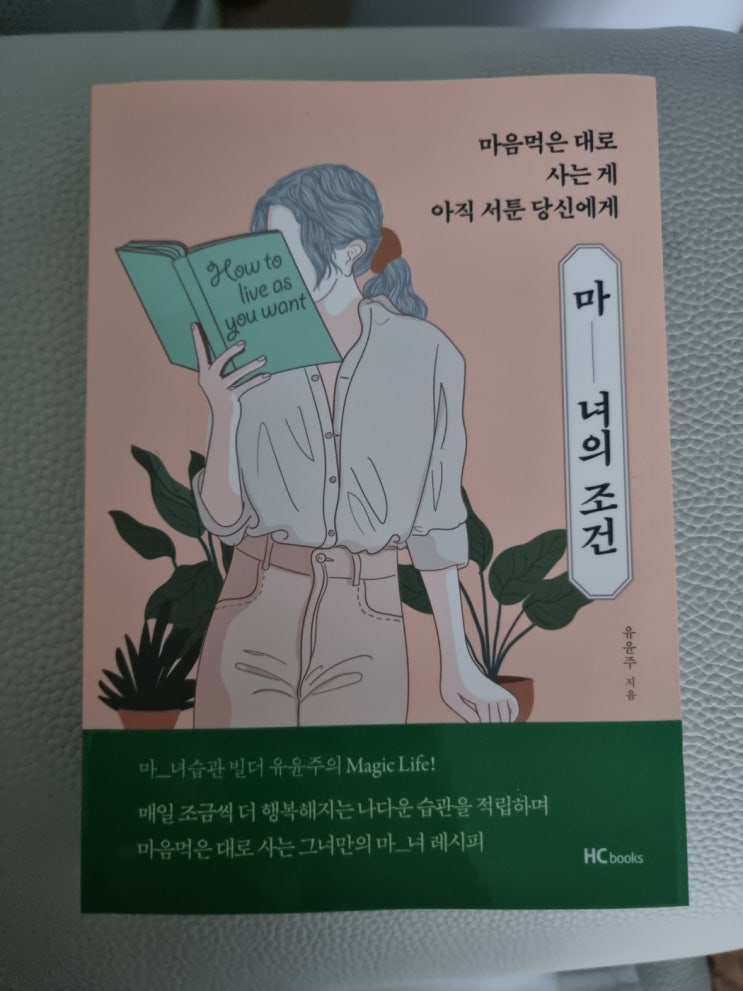 마음먹은 대로
사는 게
아직 서툰 당신에게
How to
live as
you want
마─녀의 조건
유윤주 지음
마_녀습관 빌더 유윤주의 Magic Life!
매일 조금씩 더 행복해지는 나다운 습관을 적립하며
마음먹은 대로 사는 그녀만의 마_녀 레시피
HC books